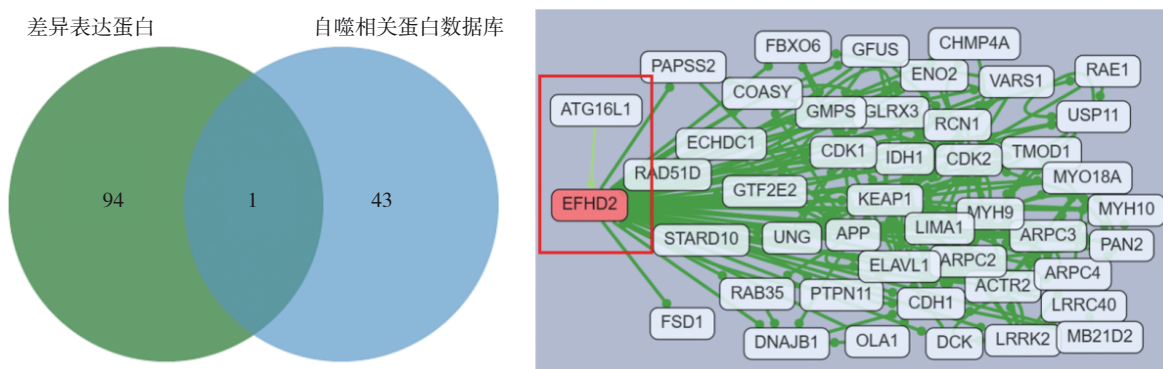 差异表达蛋白
自噬相关蛋白数据库
94
1
43
CHMP4A
FBXO6
GFUS
PAPSS2
ENO2
VARS1
RAE1
COASY
ATG16L1
GMPS
GLRX3
RCN1
USP11
ECHDC1
CDK1
IDH1
CDK2
TMOD1
RAD51D
MYO18A
GTF2E2
KEAP1
EFHD2
MYH9
MYH10
LIMA1
STARD10
UNG
APP
ARPC3
PAN2
ELAVL1
ARPC2
ARPC4
ACTR2
RAB35
PTPN11
CDH1
LRRC40
FSD1
DNAJB1
OLA1
DCK
LRRK2
MB21D2